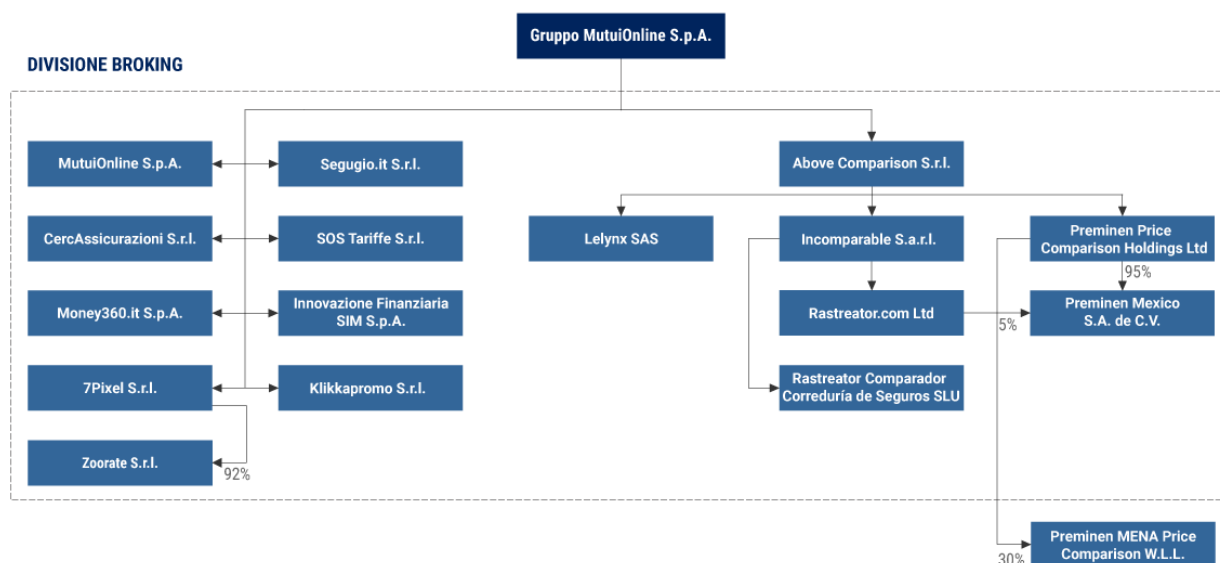 Gruppo MutuiOnline S.p.A.
DIVISIONE BROKING
MutuiOnline S.p.A.
Segugio.it S.r.l.
Above Comparison S.r.l.
CercAssicurazioni S.r.l.
SOS Tariffe S.r.l.
Lelynx SAS
Incomparable S.a.r.l.
Preminen Price
Comparison Holdings Ltd
95%
Money360.it S.p.A.
Innovazione Finanziaria
SIM S.p.A.
Rastreator.com Ltd
5%
Preminen Mexico
S.A. de C.V.
7Pixel S.r.l.
Klikkapromo S.r.l.
Rastreator Comparador
Correduría de Seguros SLU
Zoorate S.r.l.
92%
Preminen MENA Price
Comparison W.L.L.
30%